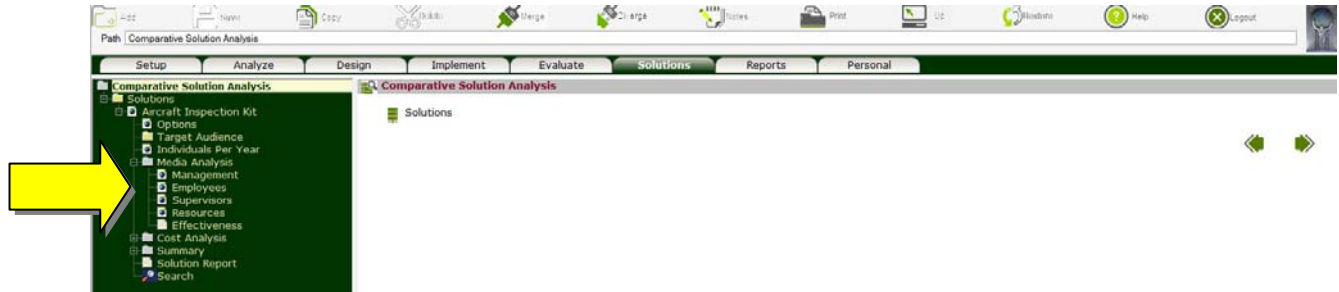 Add Copy Merge Notes Print Up Help Logout
Path Comparative Solution Analysis
Setup Analyze Design Implement Evaluate Solutions Reports Personal
Comparative Solution Analysis
Solutions
Aircraft Inspection Kit
Options
Target Audience
Individuals Per Year
Media Analysis
Management
Employees
Supervisors
Resources
Effectiveness
Cost Analysis
Summary
Solution Report
Search
Comparative Solution Analysis
Solutions